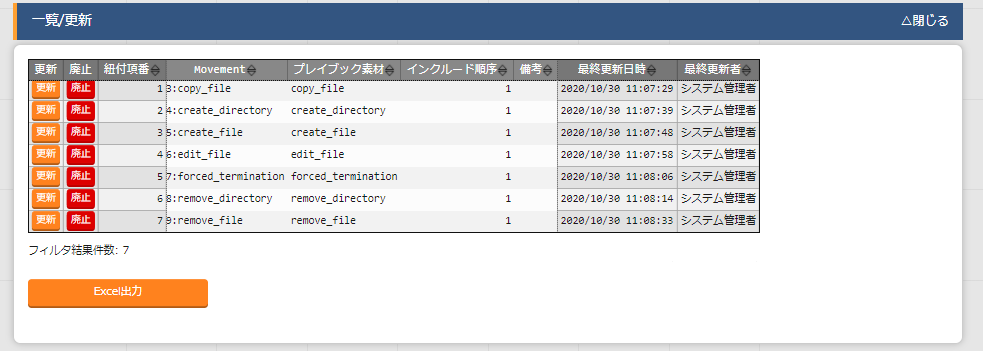 一覧/更新 △閉じる
更新 廃止 紐付項番 Movement プレイブック素材 インクルード順序 備考 最終更新日時 最終更新者
更新 廃止 1 3:copy_file copy_file 1 2020/10/30 11:07:29 システム管理者
更新 廃止 2 4:create_directory create_directory 1 2020/10/30 11:07:39 システム管理者
更新 廃止 3 5:create_file create_file 1 2020/10/30 11:07:48 システム管理者
更新 廃止 4 6:edit_file edit_file 1 2020/10/30 11:07:58 システム管理者
更新 廃止 5 7:forced_termination forced_termination 1 2020/10/30 11:08:06 システム管理者
更新 廃止 6 8:remove_directory remove_directory 1 2020/10/30 11:08:14 システム管理者
更新 廃止 7 9:remove_file remove_file 1 2020/10/30 11:08:33 システム管理者
フィルタ結果件数: 7
Excel出力